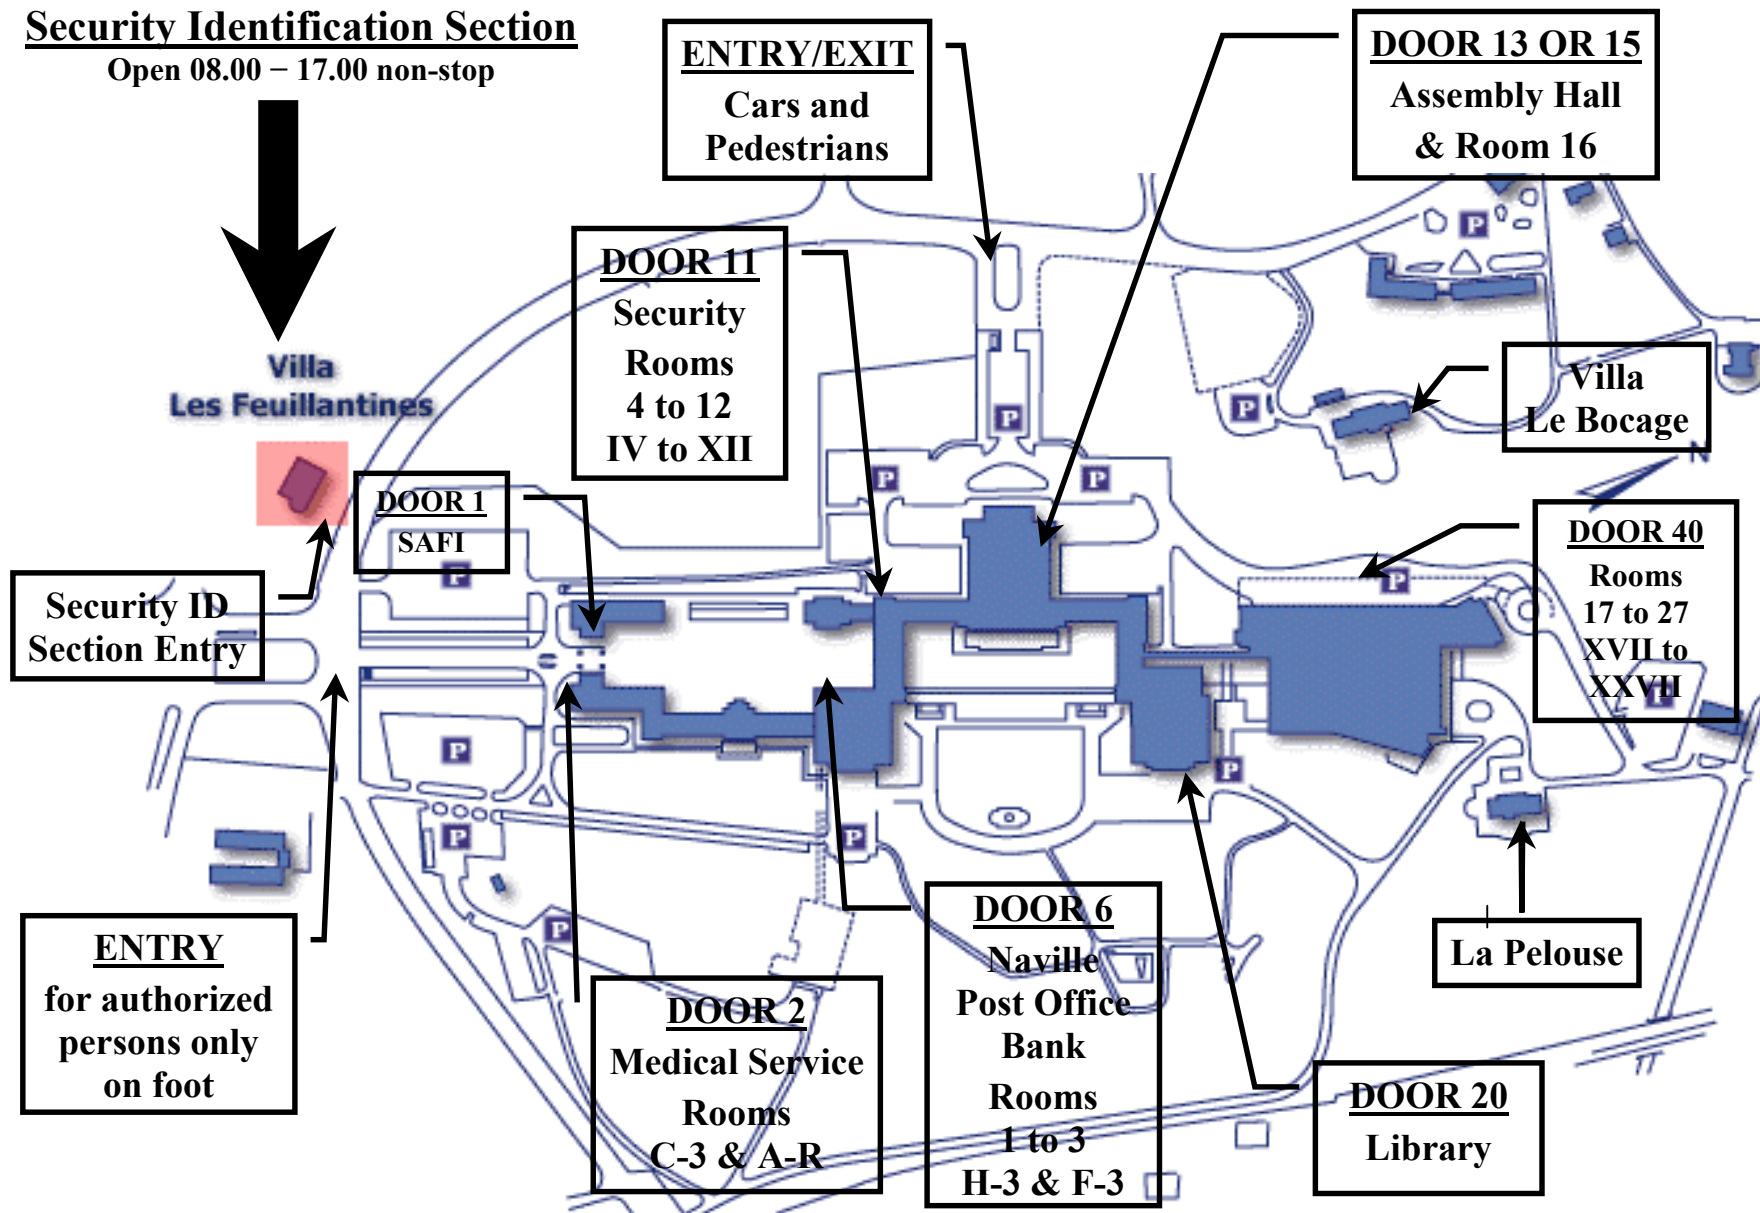 Security Identification Section
Open 08.00 – 17.00 non-stop
ENTRY/EXIT
Cars and
Pedestrians
DOOR 13 OR 15
Assembly Hall
& Room 16
DOOR 11
Security
Rooms
4 to 12
IV to XII
Villa
Les Feuillantines
Villa
Le Bocage
N
DOOR 1
SAFI
DOOR 40
Rooms
17 to 27
XVII to
XXVII
Security ID
Section Entry
P
P
P
P
P
P
P
P
P
P
P
P
P
P
ENTRY
for authorized
persons only
on foot
DOOR 2
Medical Service
Rooms
C-3 & A-R
DOOR 6
Naville
Post Office
Bank
Rooms
1 to 3
H-3 & F-3
La Pelouse
DOOR 20
Library